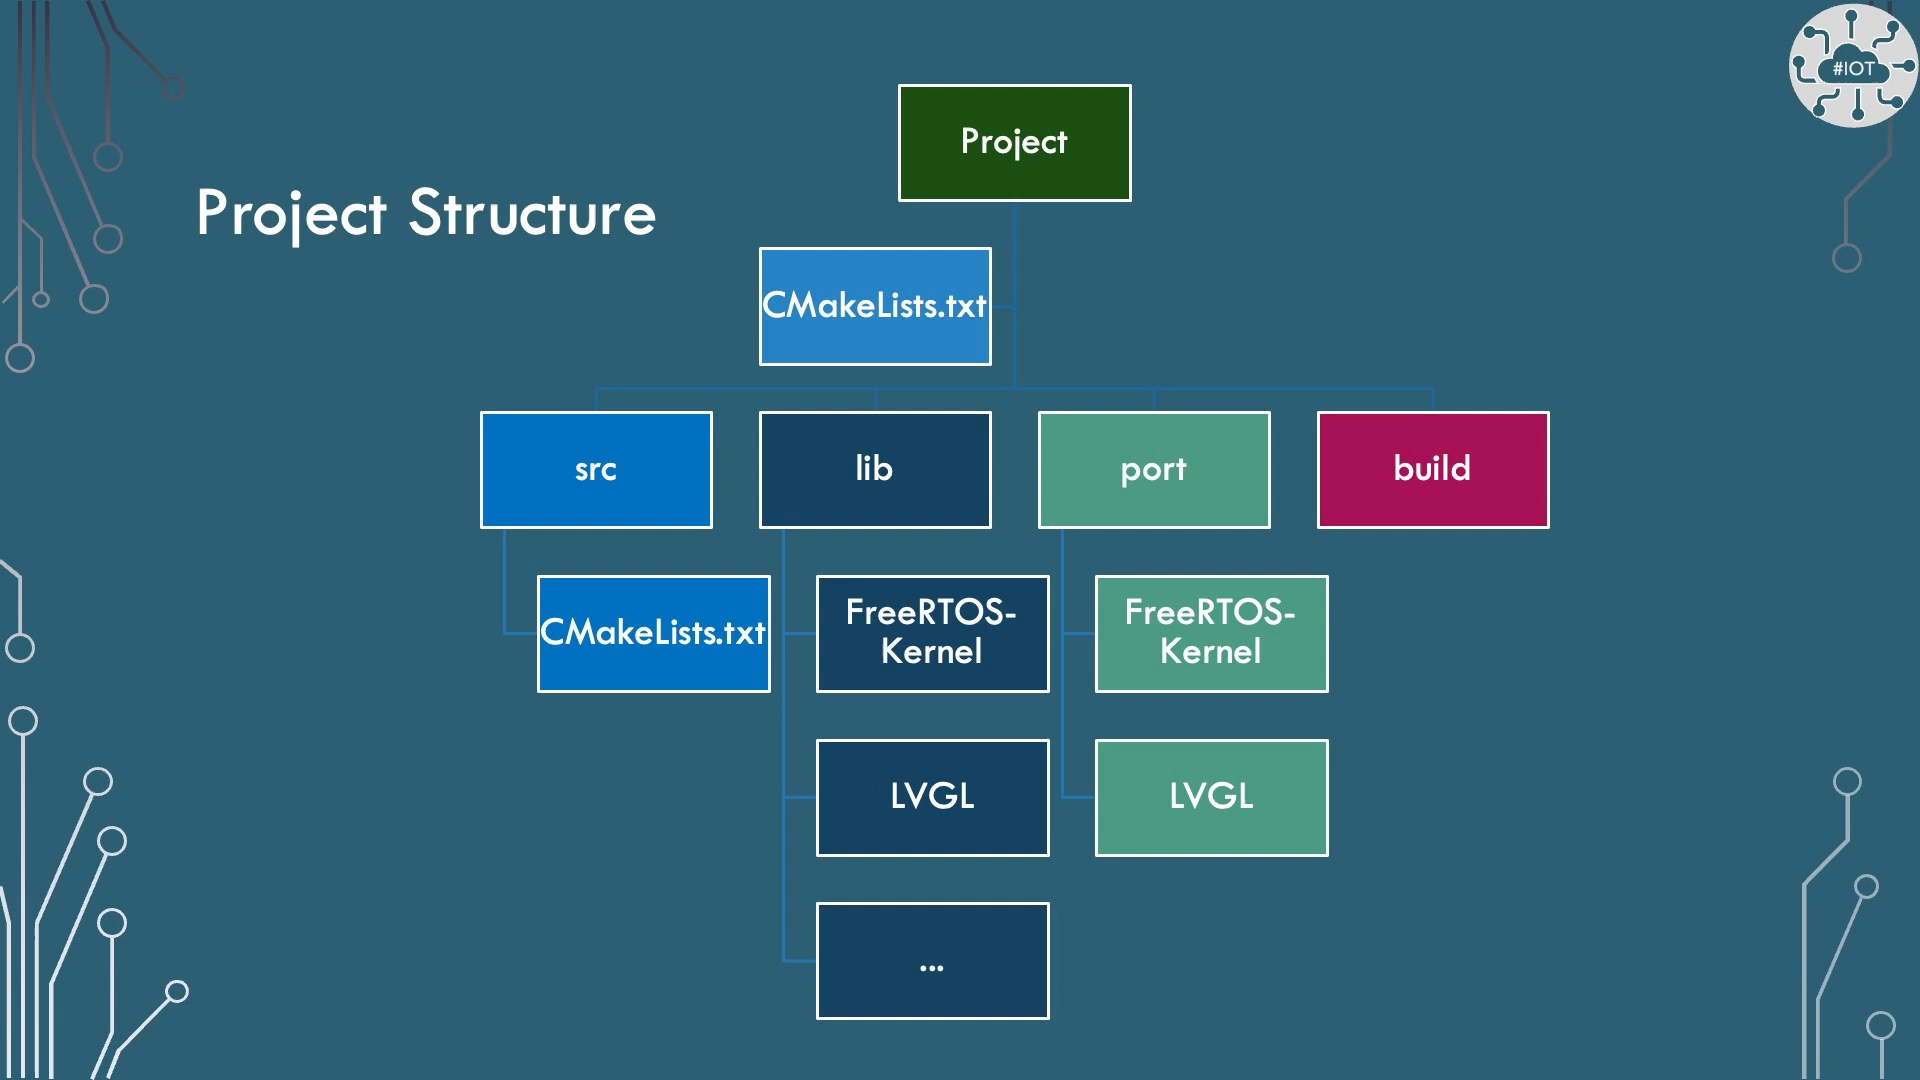 #IOT
Project
Project Structure
CMakeLists.txt
src
lib
port
build
CMakeLists.txt
FreeRTOS-
Kernel
FreeRTOS-
Kernel
LVGL
LVGL
...